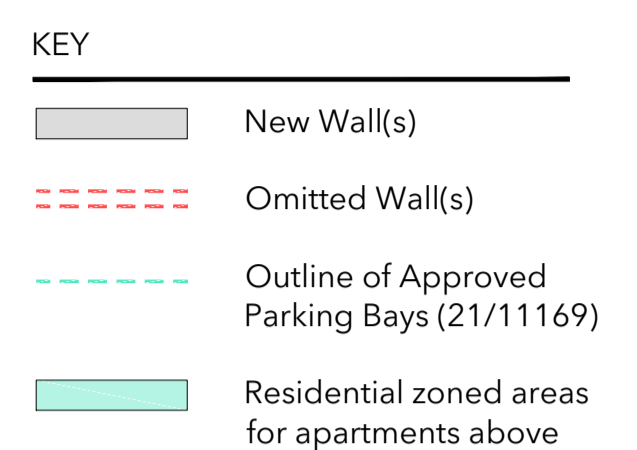 KEY
New Wall(s)
Omitted Wall(s)
Outline of Approved
Parking Bays (21/11169)
Residential zoned areas
for apartments above